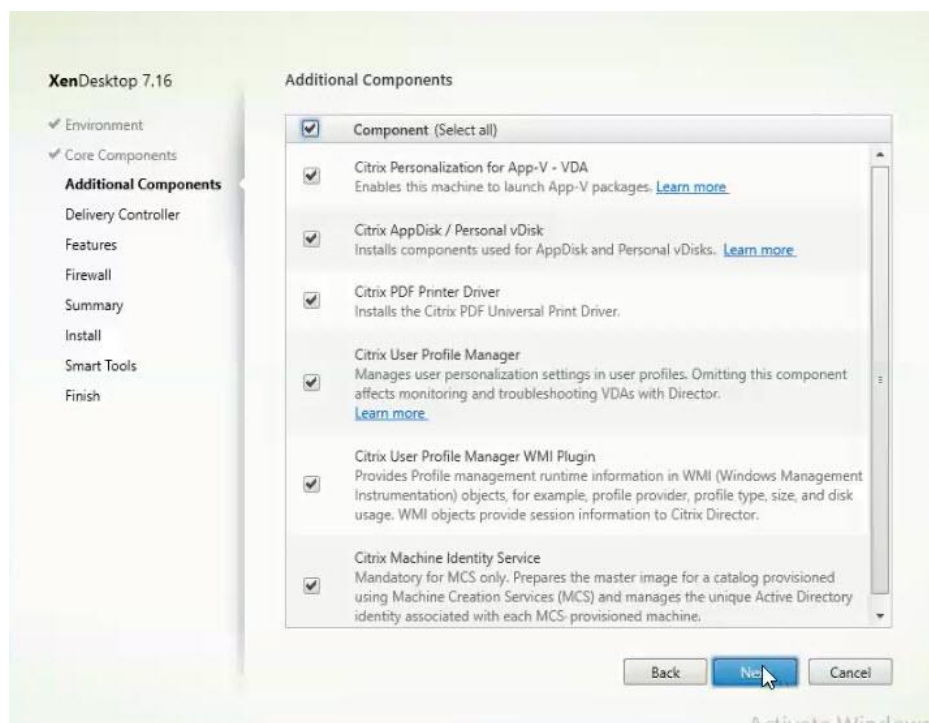 XenDesktop 7.16
Environment
Core Components
Additional Components
Delivery Controller
Features
Firewall
Summary
Install
Smart Tools
Finish
Additional Components
Component (Select all)
Citrix Personalization for App-V - VDA
Enables this machine to launch App-V packages. Learn more
Citrix AppDisk / Personal vDisk
Installs components used for AppDisk and Personal vDisks. Learn more
Citrix PDF Printer Driver
Installs the Citrix PDF Universal Print Driver.
Citrix User Profile Manager
Manages user personalization settings in user profiles. Omitting this component
affects monitoring and troubleshooting VDAs with Director.
Learn more
Citrix User Profile Manager WMI Plugin
Provides Profile management runtime information in WMI (Windows Management
Instrumentation) objects, for example, profile provider, profile type, size, and disk
usage. WMI objects provide session information to Citrix Director.
Citrix Machine Identity Service
Mandatory for MCS only. Prepares the master image for a catalog provisioned
using Machine Creation Services (MCS) and manages the unique Active Directory
identity associated with each MCS-provisioned machine.
Back
Next
Cancel
Activate Windows